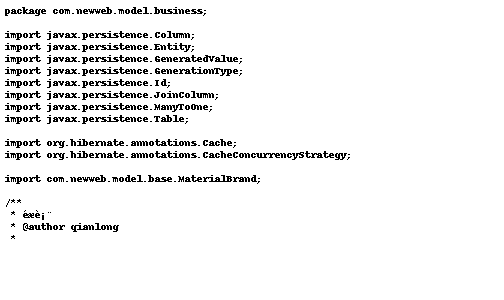 package com.newweb.model.business;

import javax.persistence.Column;
import javax.persistence.Entity;
import javax.persistence.GeneratedValue;
import javax.persistence.GenerationType;
import javax.persistence.Id;
import javax.persistence.JoinColumn;
import javax.persistence.ManyToOne;
import javax.persistence.Table;

import org.hibernate.annotations.Cache;
import org.hibernate.annotations.CacheConcurrencyStrategy;

import com.newweb.model.base.MaterialBrand;

/**
 * éæè¡¨
 * @author qianlong
 *